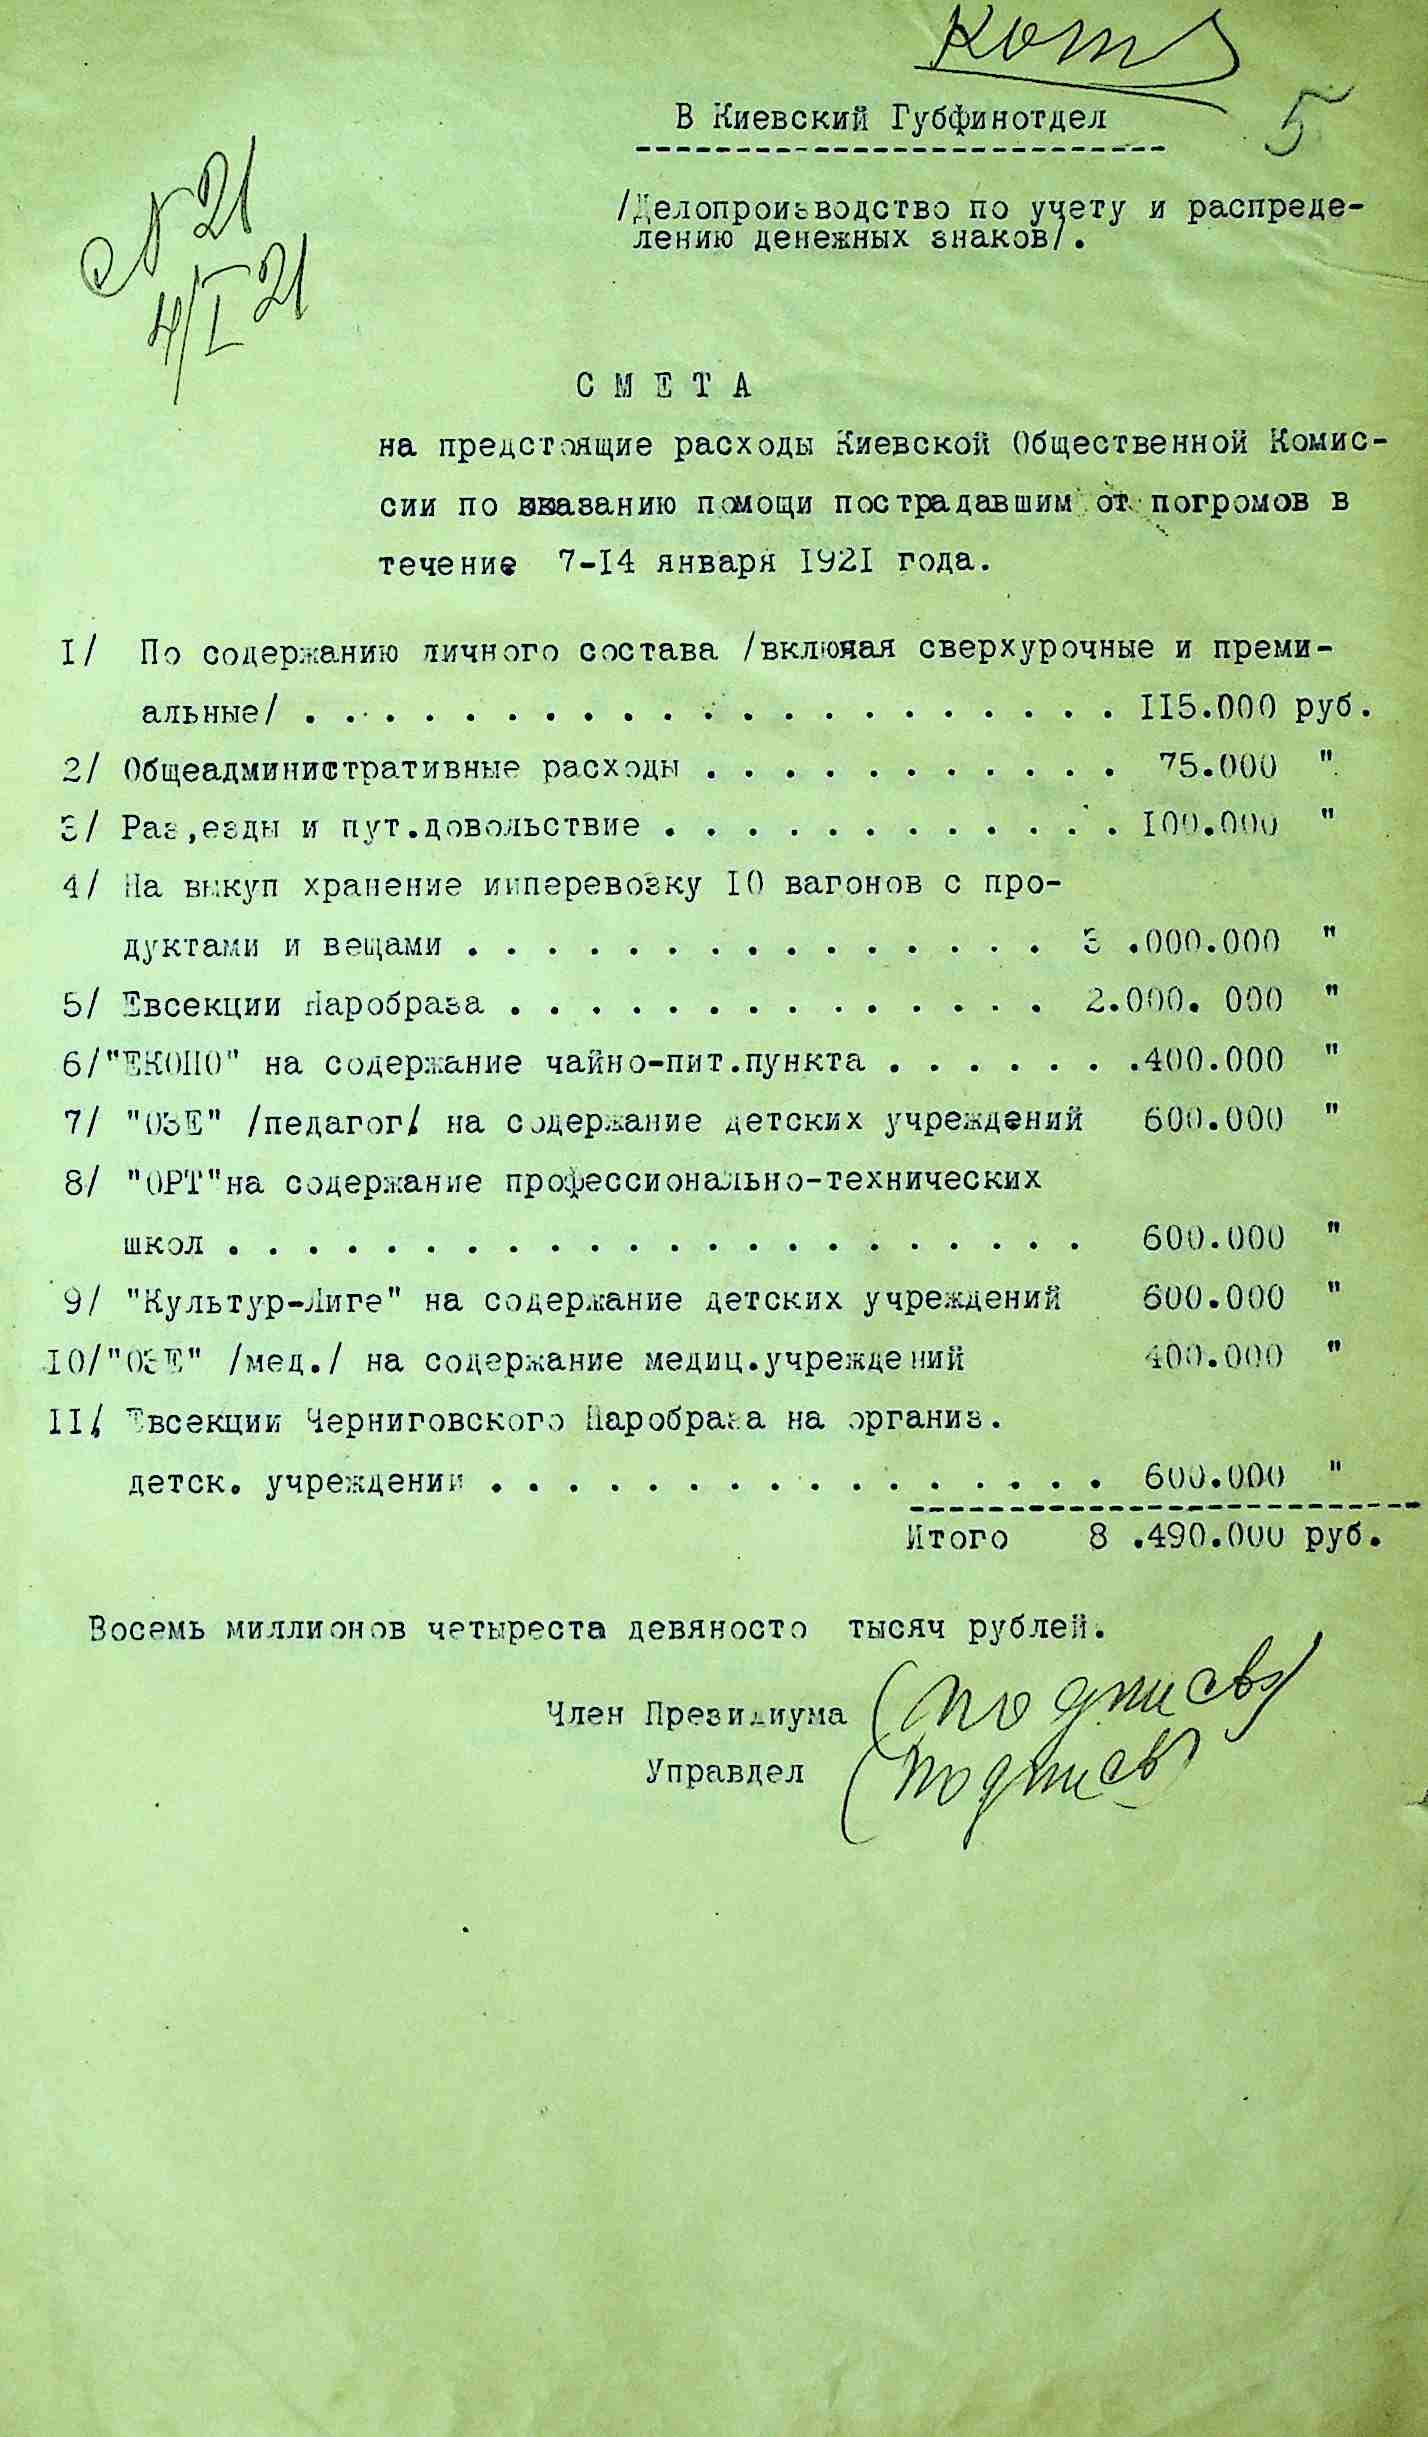 В Киевский Губфинотдел
5
/Делопроизводство по учету и распреде-
лению денежных знаков/.
№ 21
4/I 21
СМЕТА
на предстоящие расходы Киевской Общественной Комис-
сии по оказанию помощи пострадавшим от погромов в
течение 7-14 января 1921 года.
1/ По содержанию личного состава /включая сверхурочные и преми-
альные/ . . . . . . . . . . . . . . . . . . . . . 115.000 руб.
2/ Общеадминистративные расходы . . . . . . . . . . . 75.000 "
3/ Раз,езды и пут.довольствие . . . . . . . . . . . . 100.000 "
4/ На выкуп хранение ииперевозку 10 вагонов с про-
дуктами и вещами . . . . . . . . . . . . . . . 3 .000.000 "
5/ Евсекции Наробраза . . . . . . . . . . . . . . 2.000. 000 "
6/"ЕКОПО" на содержание чайно-пит.пункта . . . . . . .400.000 "
7/ "ОЗЕ" /педагог/ на содержание детских учреждений 600.000 "
8/ "ОРТ"на содержание профессионально-технических
школ . . . . . . . . . . . . . . . . . . . . . . 600.000 "
9/ "Культур-Лиге" на содержание детских учреждений 600.000 "
10/"ОЗЕ" /мед./ на содержание медиц.учреждений 400.000 "
11/ Евсекции Черниговского Наробраза на организ.
детск. учреждений . . . . . . . . . . . . . . . . 600.000 "
Итого 8 .490.000 руб.
Восемь миллионов четыреста девяносто тысяч рублей.
Член Президиума (подпись)
Управдел (подпись)